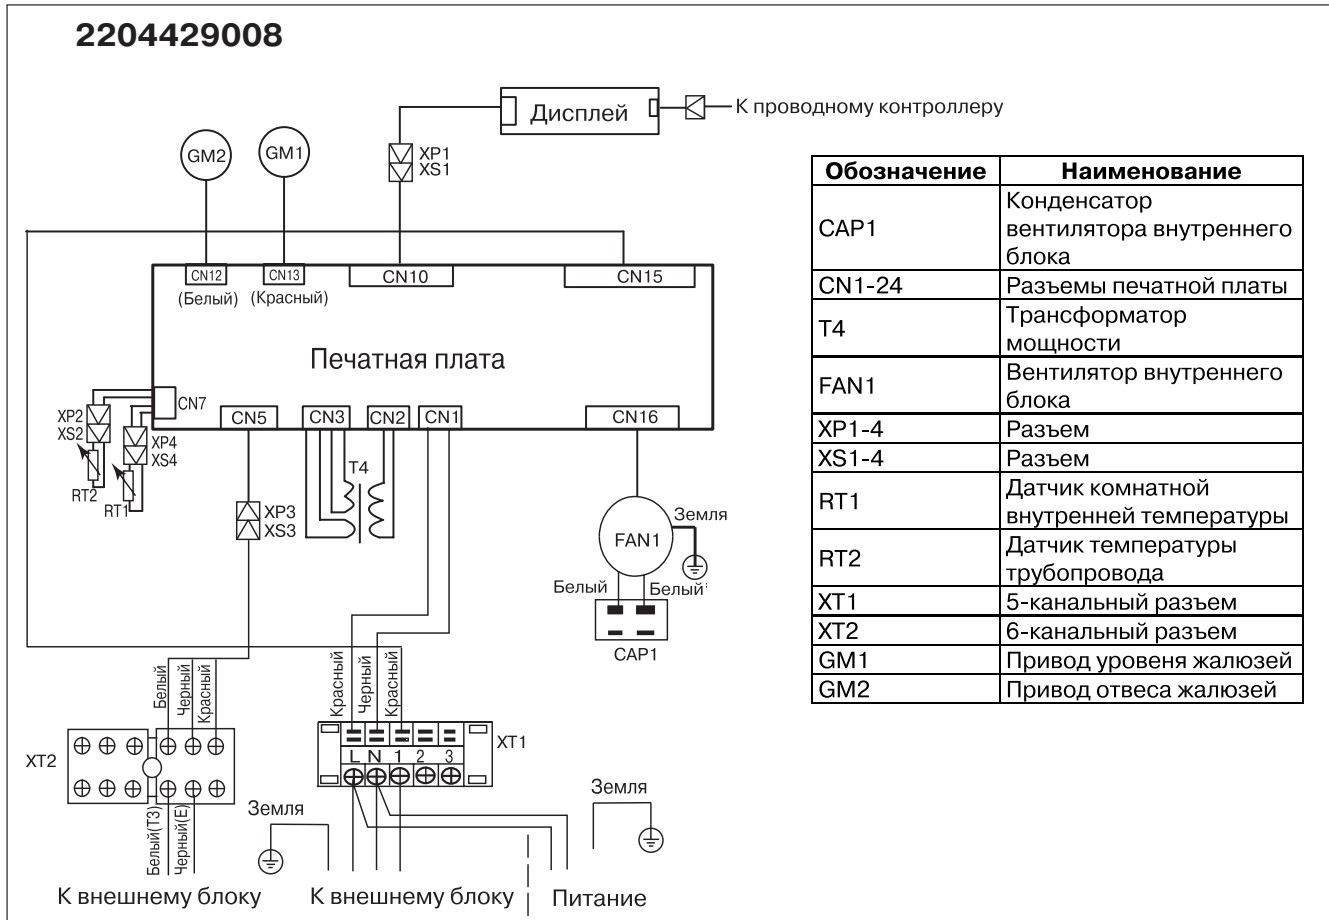 2204429008
Дисплей
К проводному контроллеру
GM2
GM1
XP1
XS1
CN12
CN13
CN10
CN15
(Белый)
(Красный)
Печатная плата
CN7
XP2
XS2
XP4
XS4
RT2
RT1
CN5
CN3
CN2
CN1
CN16
T4
XP3
XS3
FAN1
Земля
Белый
Белый
CAP1
Белый
Черный
Красный
Красный
Черный
Красный
XT2
XT1
L N 1 2 3
Белый(T3)
Черный(E)
Земля
Земля
К внешнему блоку
К внешнему блоку
Питание
Обозначение Наименование
CAP1 Конденсатор
вентилятора внутреннего
блока
CN1-24 Разъемы печатной платы
T4 Трансформатор
мощности
FAN1 Вентилятор внутреннего
блока
XP1-4 Разъем
XS1-4 Разъем
RT1 Датчик комнатной
внутренней температуры
RT2 Датчик температуры
трубопровода
XT1 5-канальный разъем
XT2 6-канальный разъем
GM1 Привод уровеня жалюзей
GM2 Привод отвеса жалюзей